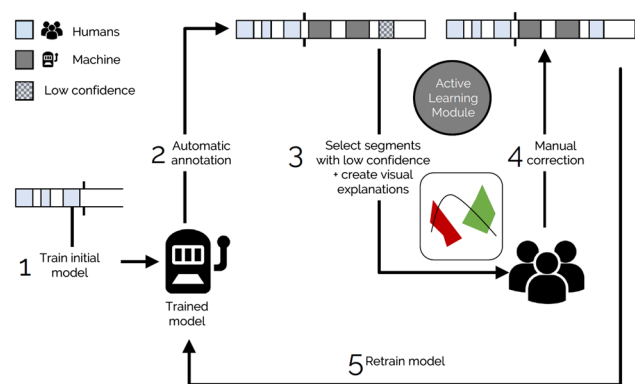 Humans
Machine
Low confidence
Active
Learning
Module
2 Automatic
annotation
3 Select segments
with low confidence
+ create visual
explanations
4 Manual
correction
1 Train initial
model
Trained
model
5 Retrain model